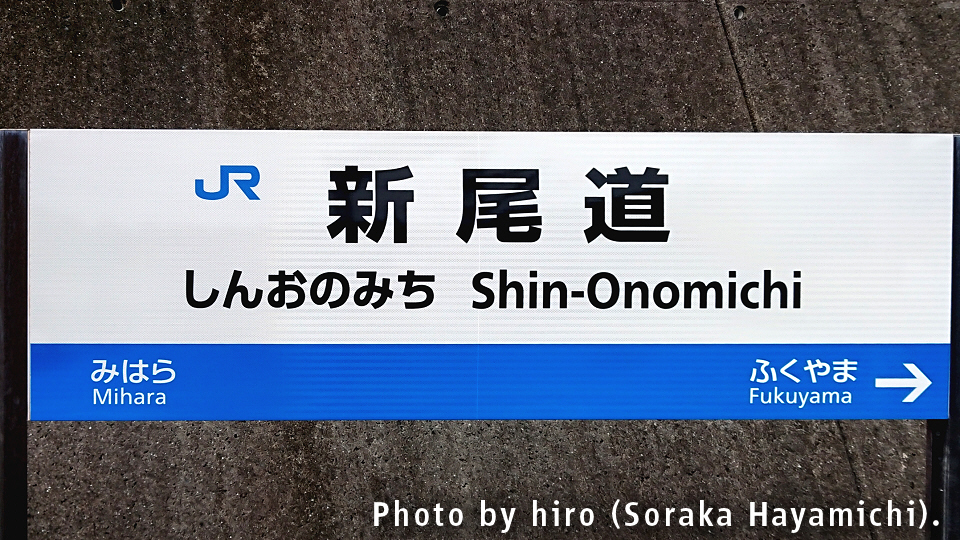 JR 新尾道
しんおのみち Shin-Onomichi
みはら ふくやま →
Mihara Fukuyama
Photo by hiro (Soraka Hayamichi).